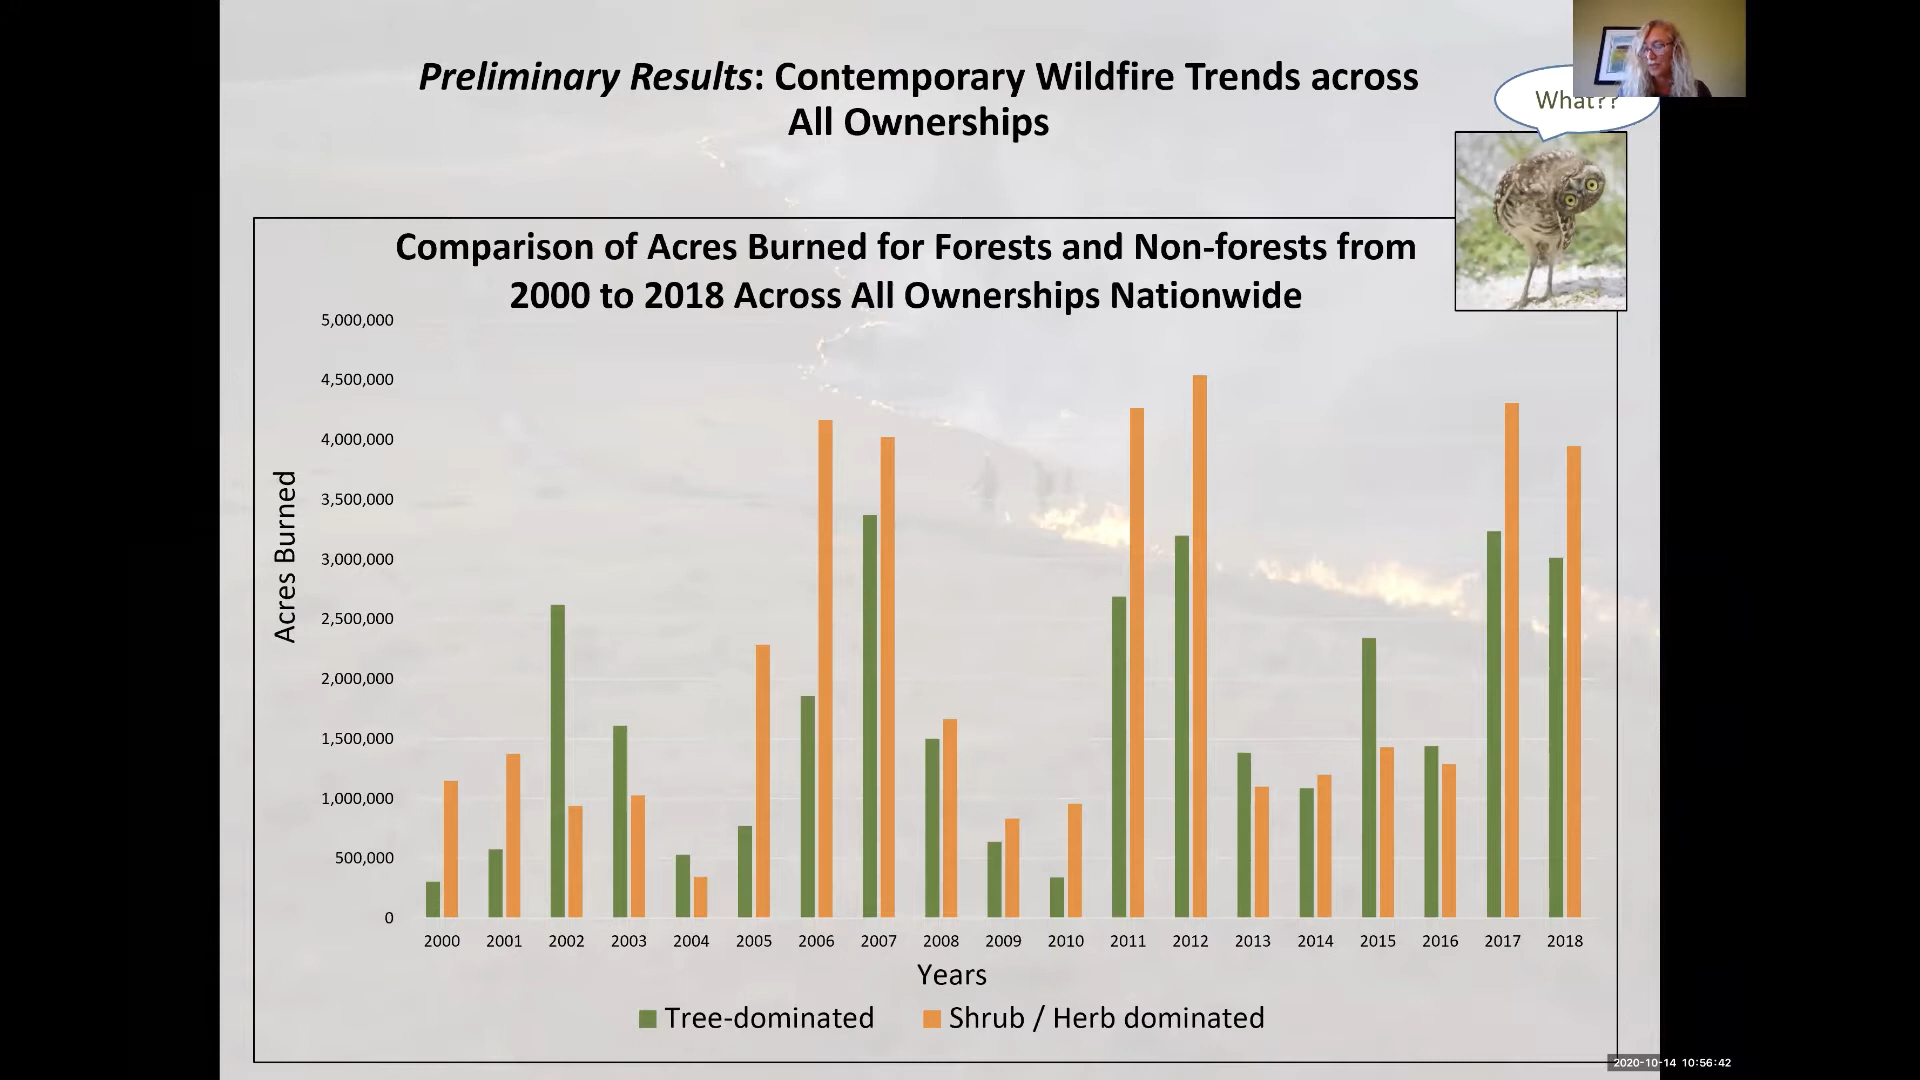 Preliminary Results: Contemporary Wildfire Trends across
All Ownerships
What??
Comparison of Acres Burned for Forests and Non-forests from
2000 to 2018 Across All Ownerships Nationwide
5,000,000
4,500,000
4,000,000
3,500,000
3,000,000
2,500,000
2,000,000
1,500,000
1,000,000
500,000
0
Acres Burned
2000 2001 2002 2003 2004 2005 2006 2007 2008 2009 2010 2011 2012 2013 2014 2015 2016 2017 2018
Years
Tree-dominated Shrub / Herb dominated
2020-10-14 10:56:42